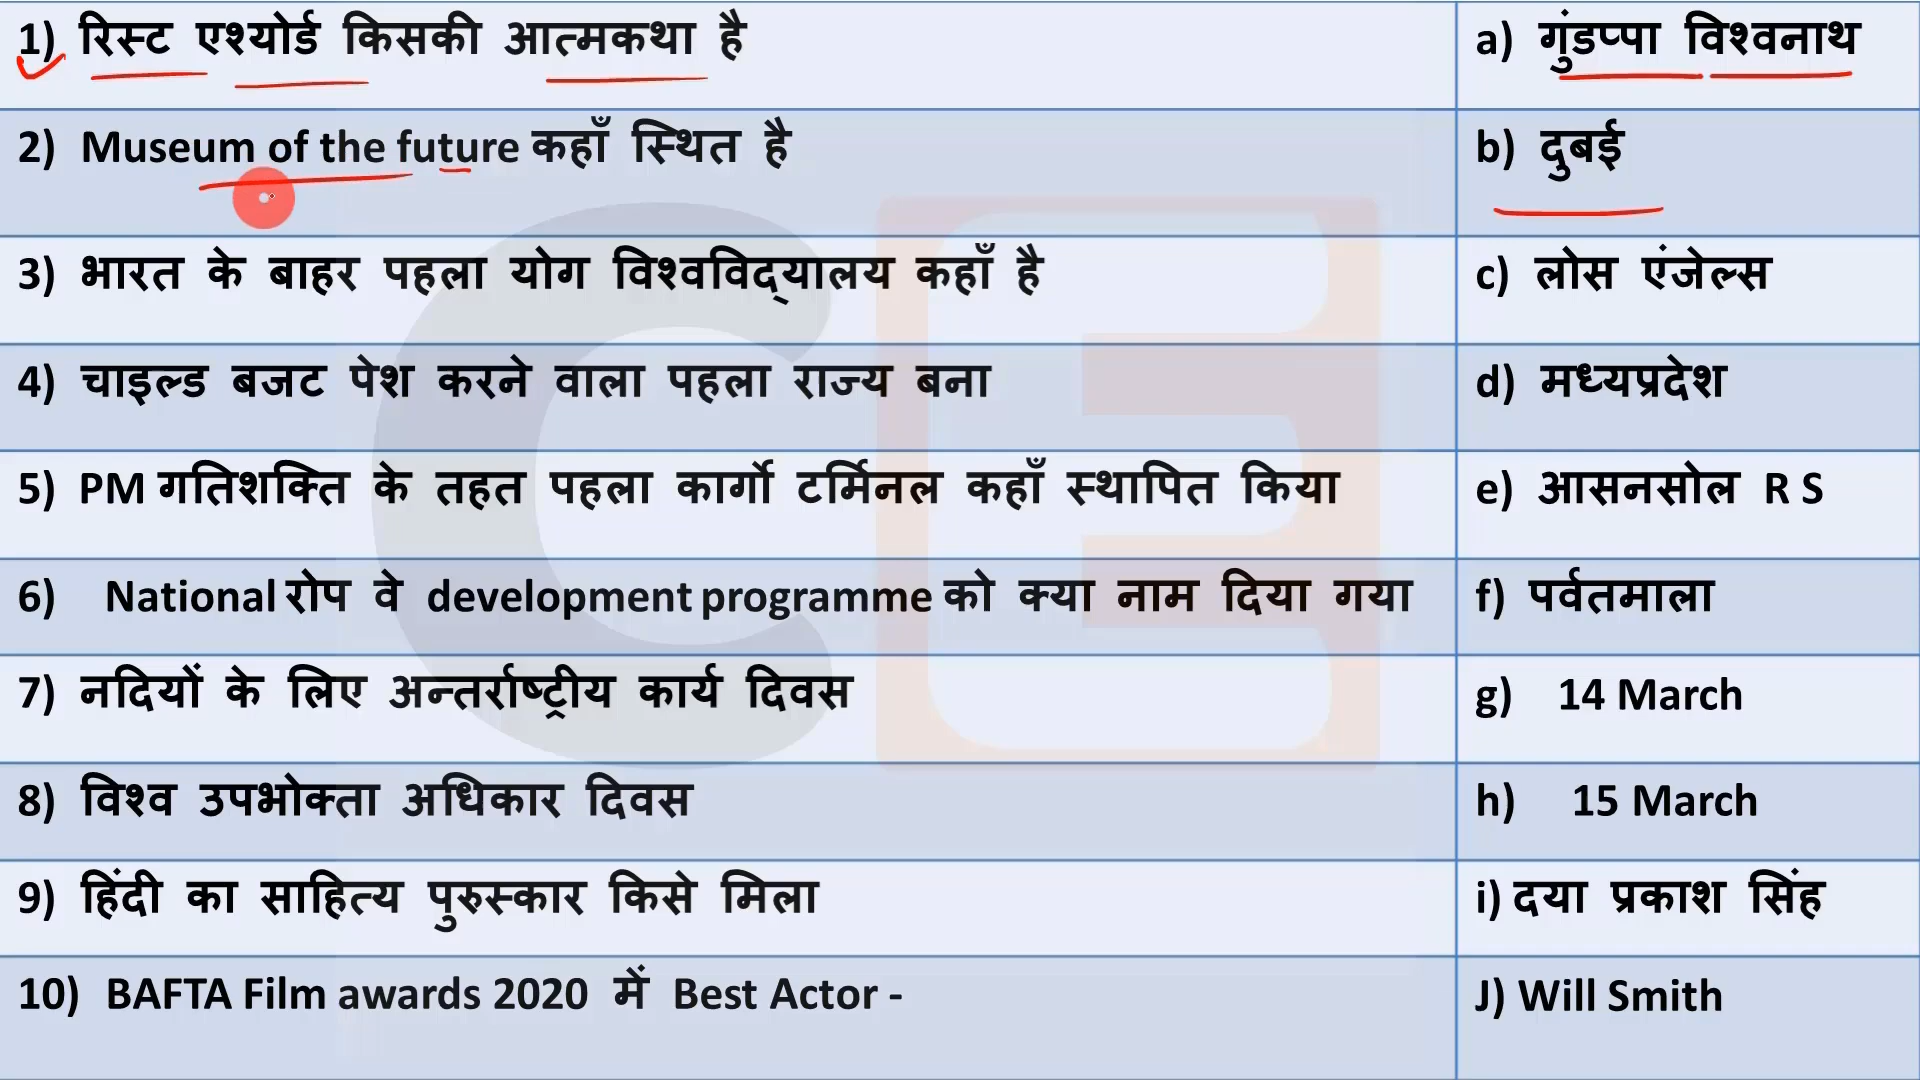 1) रिस्ट एश्योर्ड किसकी आत्मकथा है a) गुंडप्पा विश्वनाथ
2) Museum of the future कहाँ स्थित है b) दुबई
3) भारत के बाहर पहला योग विश्वविद्यालय कहाँ है c) लोस एंजेल्स
4) चाइल्ड बजट पेश करने वाला पहला राज्य बना d) मध्यप्रदेश
5) PM गतिशक्ति के तहत पहला कार्गो टर्मिनल कहाँ स्थापित किया e) आसनसोल R S
6) National रोप वे development programme को क्या नाम दिया गया f) पर्वतमाला
7) नदियों के लिए अन्तर्राष्ट्रीय कार्य दिवस g) 14 March
8) विश्व उपभोक्ता अधिकार दिवस h) 15 March
9) हिंदी का साहित्य पुरुस्कार किसे मिला i) दया प्रकाश सिंह
10) BAFTA Film awards 2020 में Best Actor - J) Will Smith